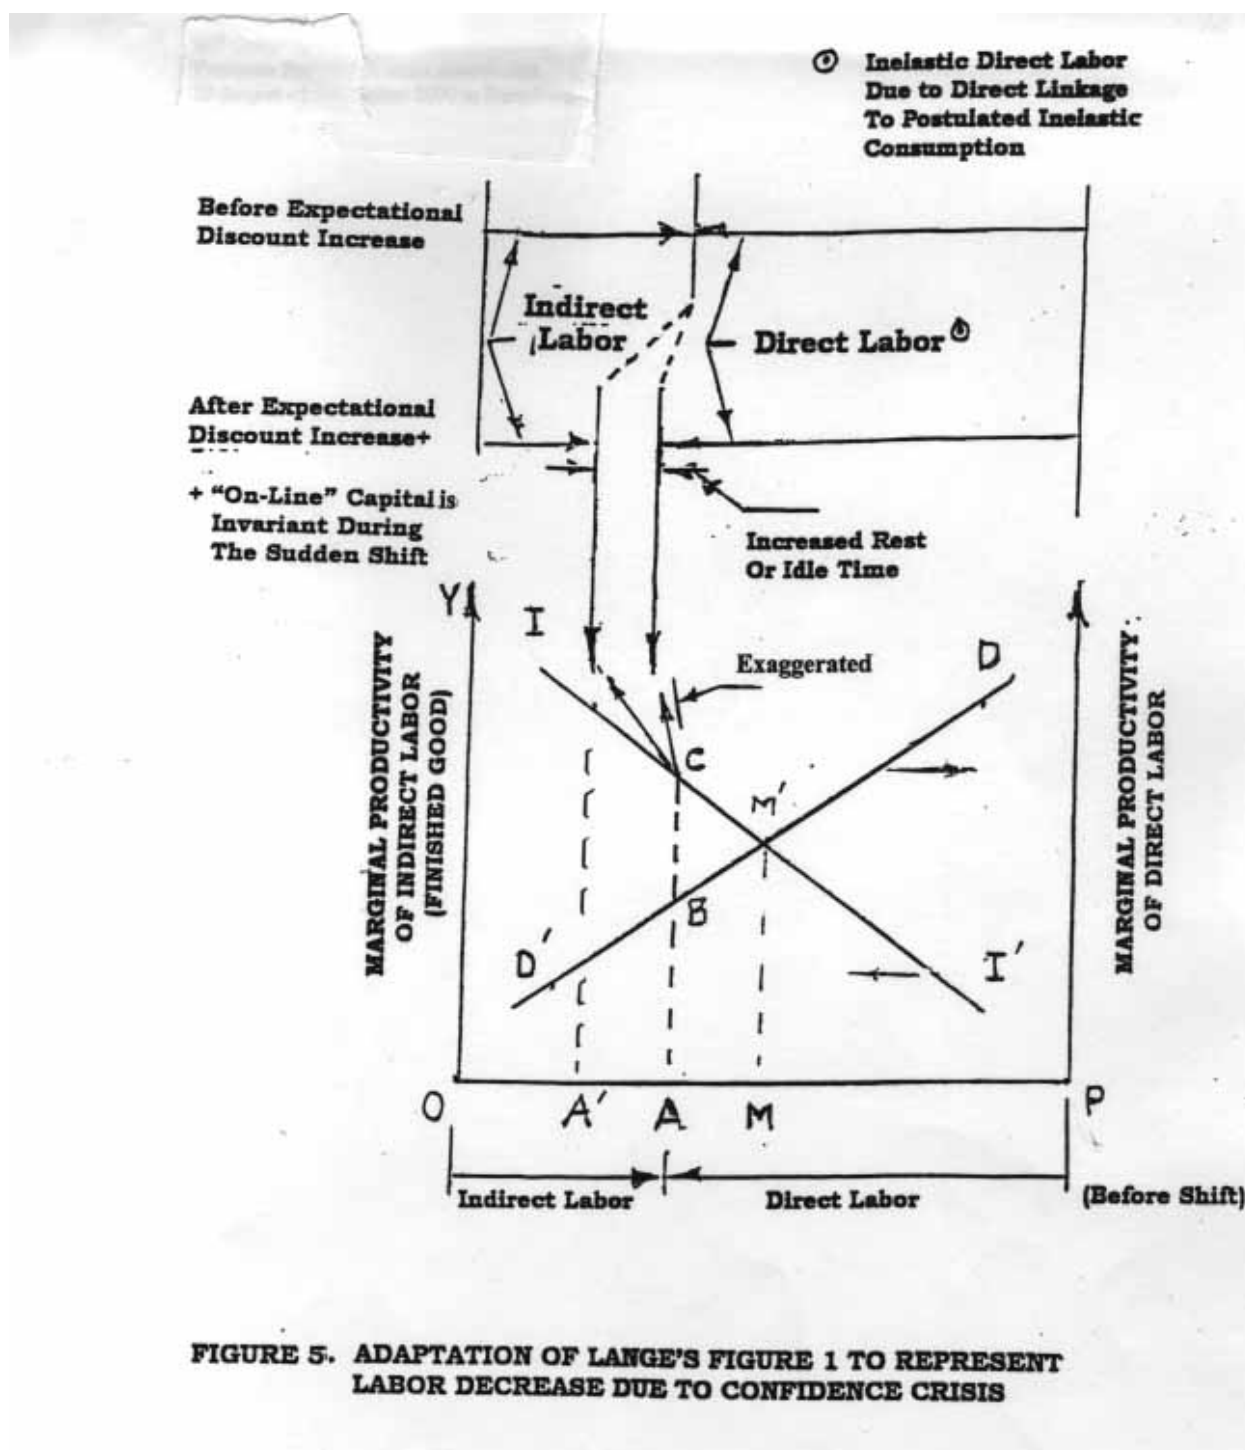 ⊙ Inelastic Direct Labor
Due to Direct Linkage
To Postulated Inelastic
Consumption
Before Expectational
Discount Increase
Indirect
Labor
Direct Labor⊙
After Expectational
Discount Increase+
+ "On-Line" Capital is
Invariant During
The Sudden Shift
Increased Rest
Or Idle Time
Y
I
Exaggerated
D
MARGINAL PRODUCTIVITY
OF INDIRECT LABOR
(FINISHED GOOD)
MARGINAL PRODUCTIVITY
OF DIRECT LABOR
C
M'
B
D'
I'
O
A'
A
M
P
Indirect Labor
Direct Labor
(Before Shift)
FIGURE 5. ADAPTATION OF LANGE'S FIGURE 1 TO REPRESENT
LABOR DECREASE DUE TO CONFIDENCE CRISIS